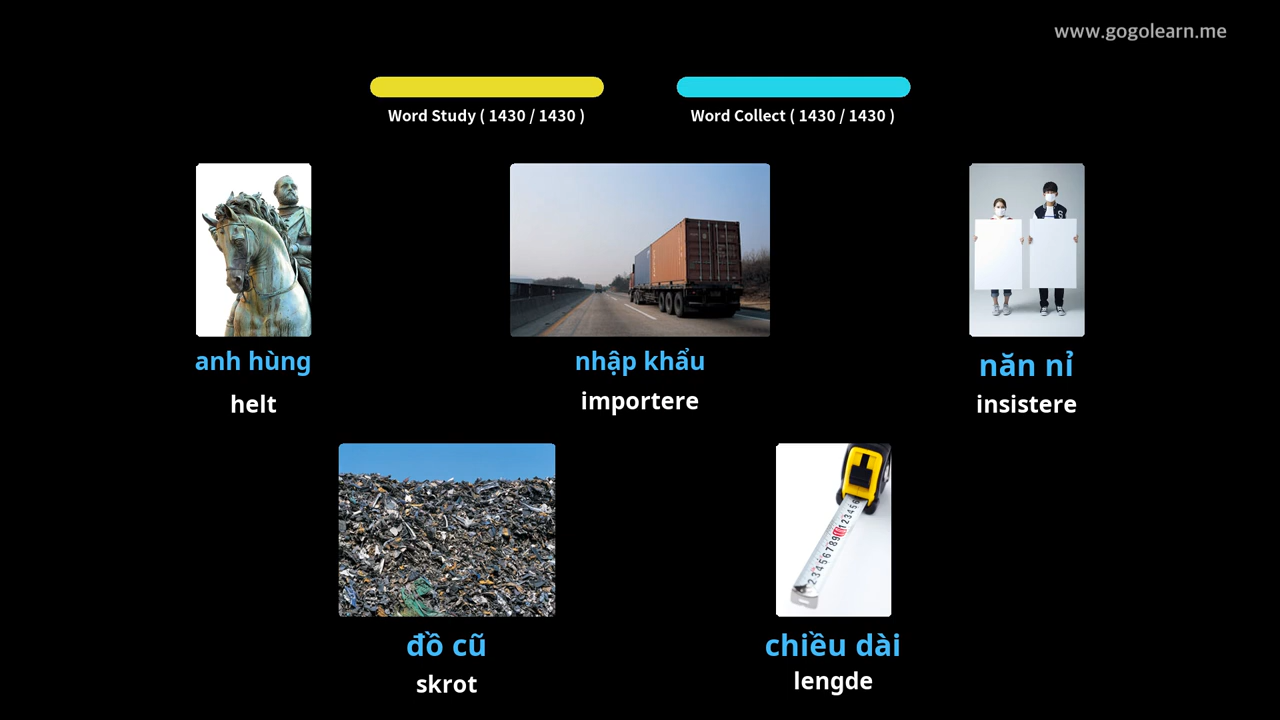 www.gogolearn.me
Word Study ( 1430 / 1430 )
Word Collect ( 1430 / 1430 )
anh hùng
helt
nhập khẩu
importere
năn nỉ
insistere
đồ cũ
skrot
chiều dài
lengde